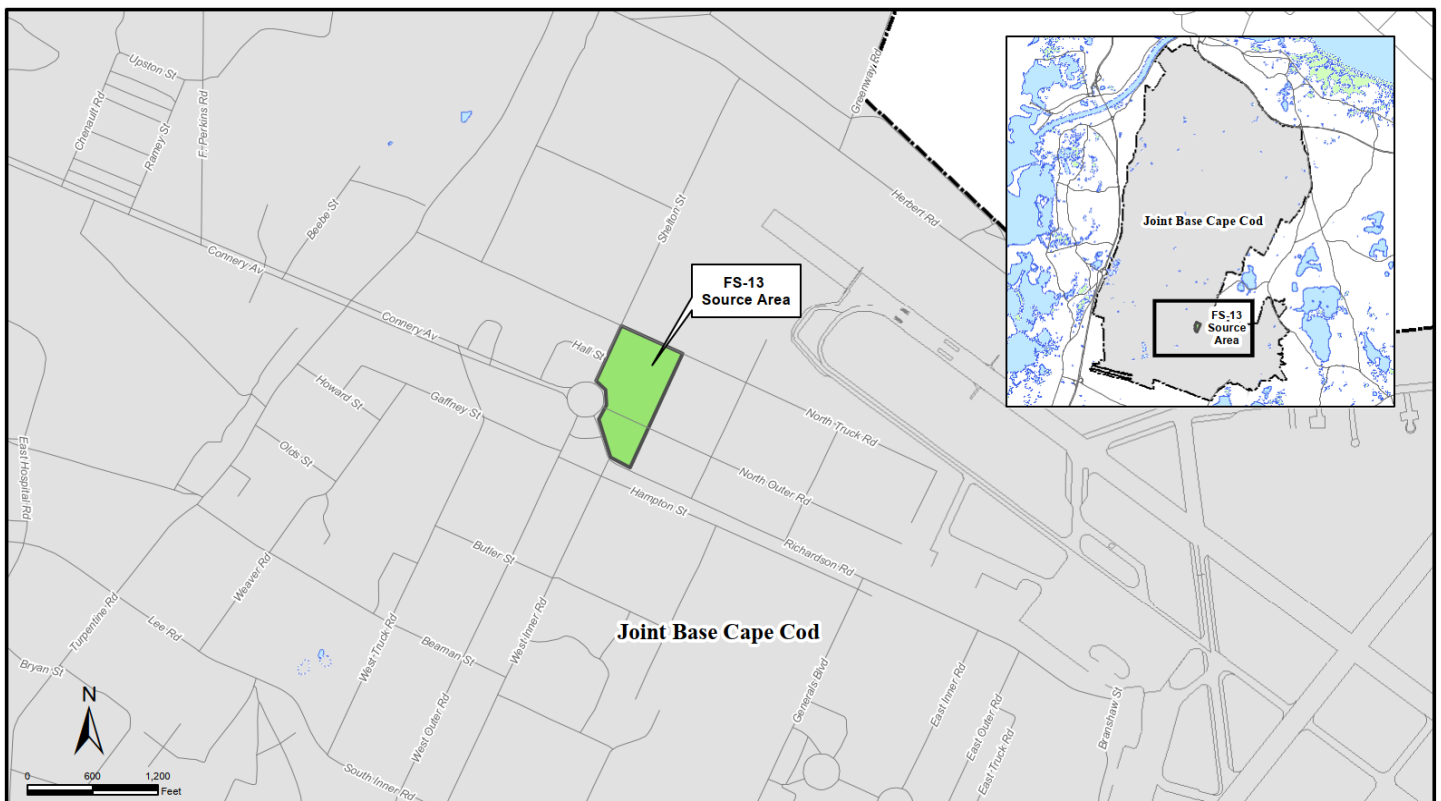 Upston St
Chenault Rd
Raney St
F. Perkins Rd
Greenway Rd
Beebe St
Shelton St
Herbert Rd
Connery Av
FS-13
Source Area
Connery Av
Hall St
Howard St
Gaffney St
North Truck Rd
East Hospital Rd
Olds St
North Outer Rd
Hampton St
Richardson Rd
Butler St
Weaver Rd
Turpentine Rd
Lee Rd
West Truck Rd
West Inner Rd
Beaman St
Joint Base Cape Cod
Bryan St
Generals Blvd
East Inner Rd
West Outer Rd
East Outer Rd
East Truck Rd
Branshaw St
South Inner Rd
N
0 600 1,200
Feet
Joint Base Cape Cod
FS-13
Source
Area